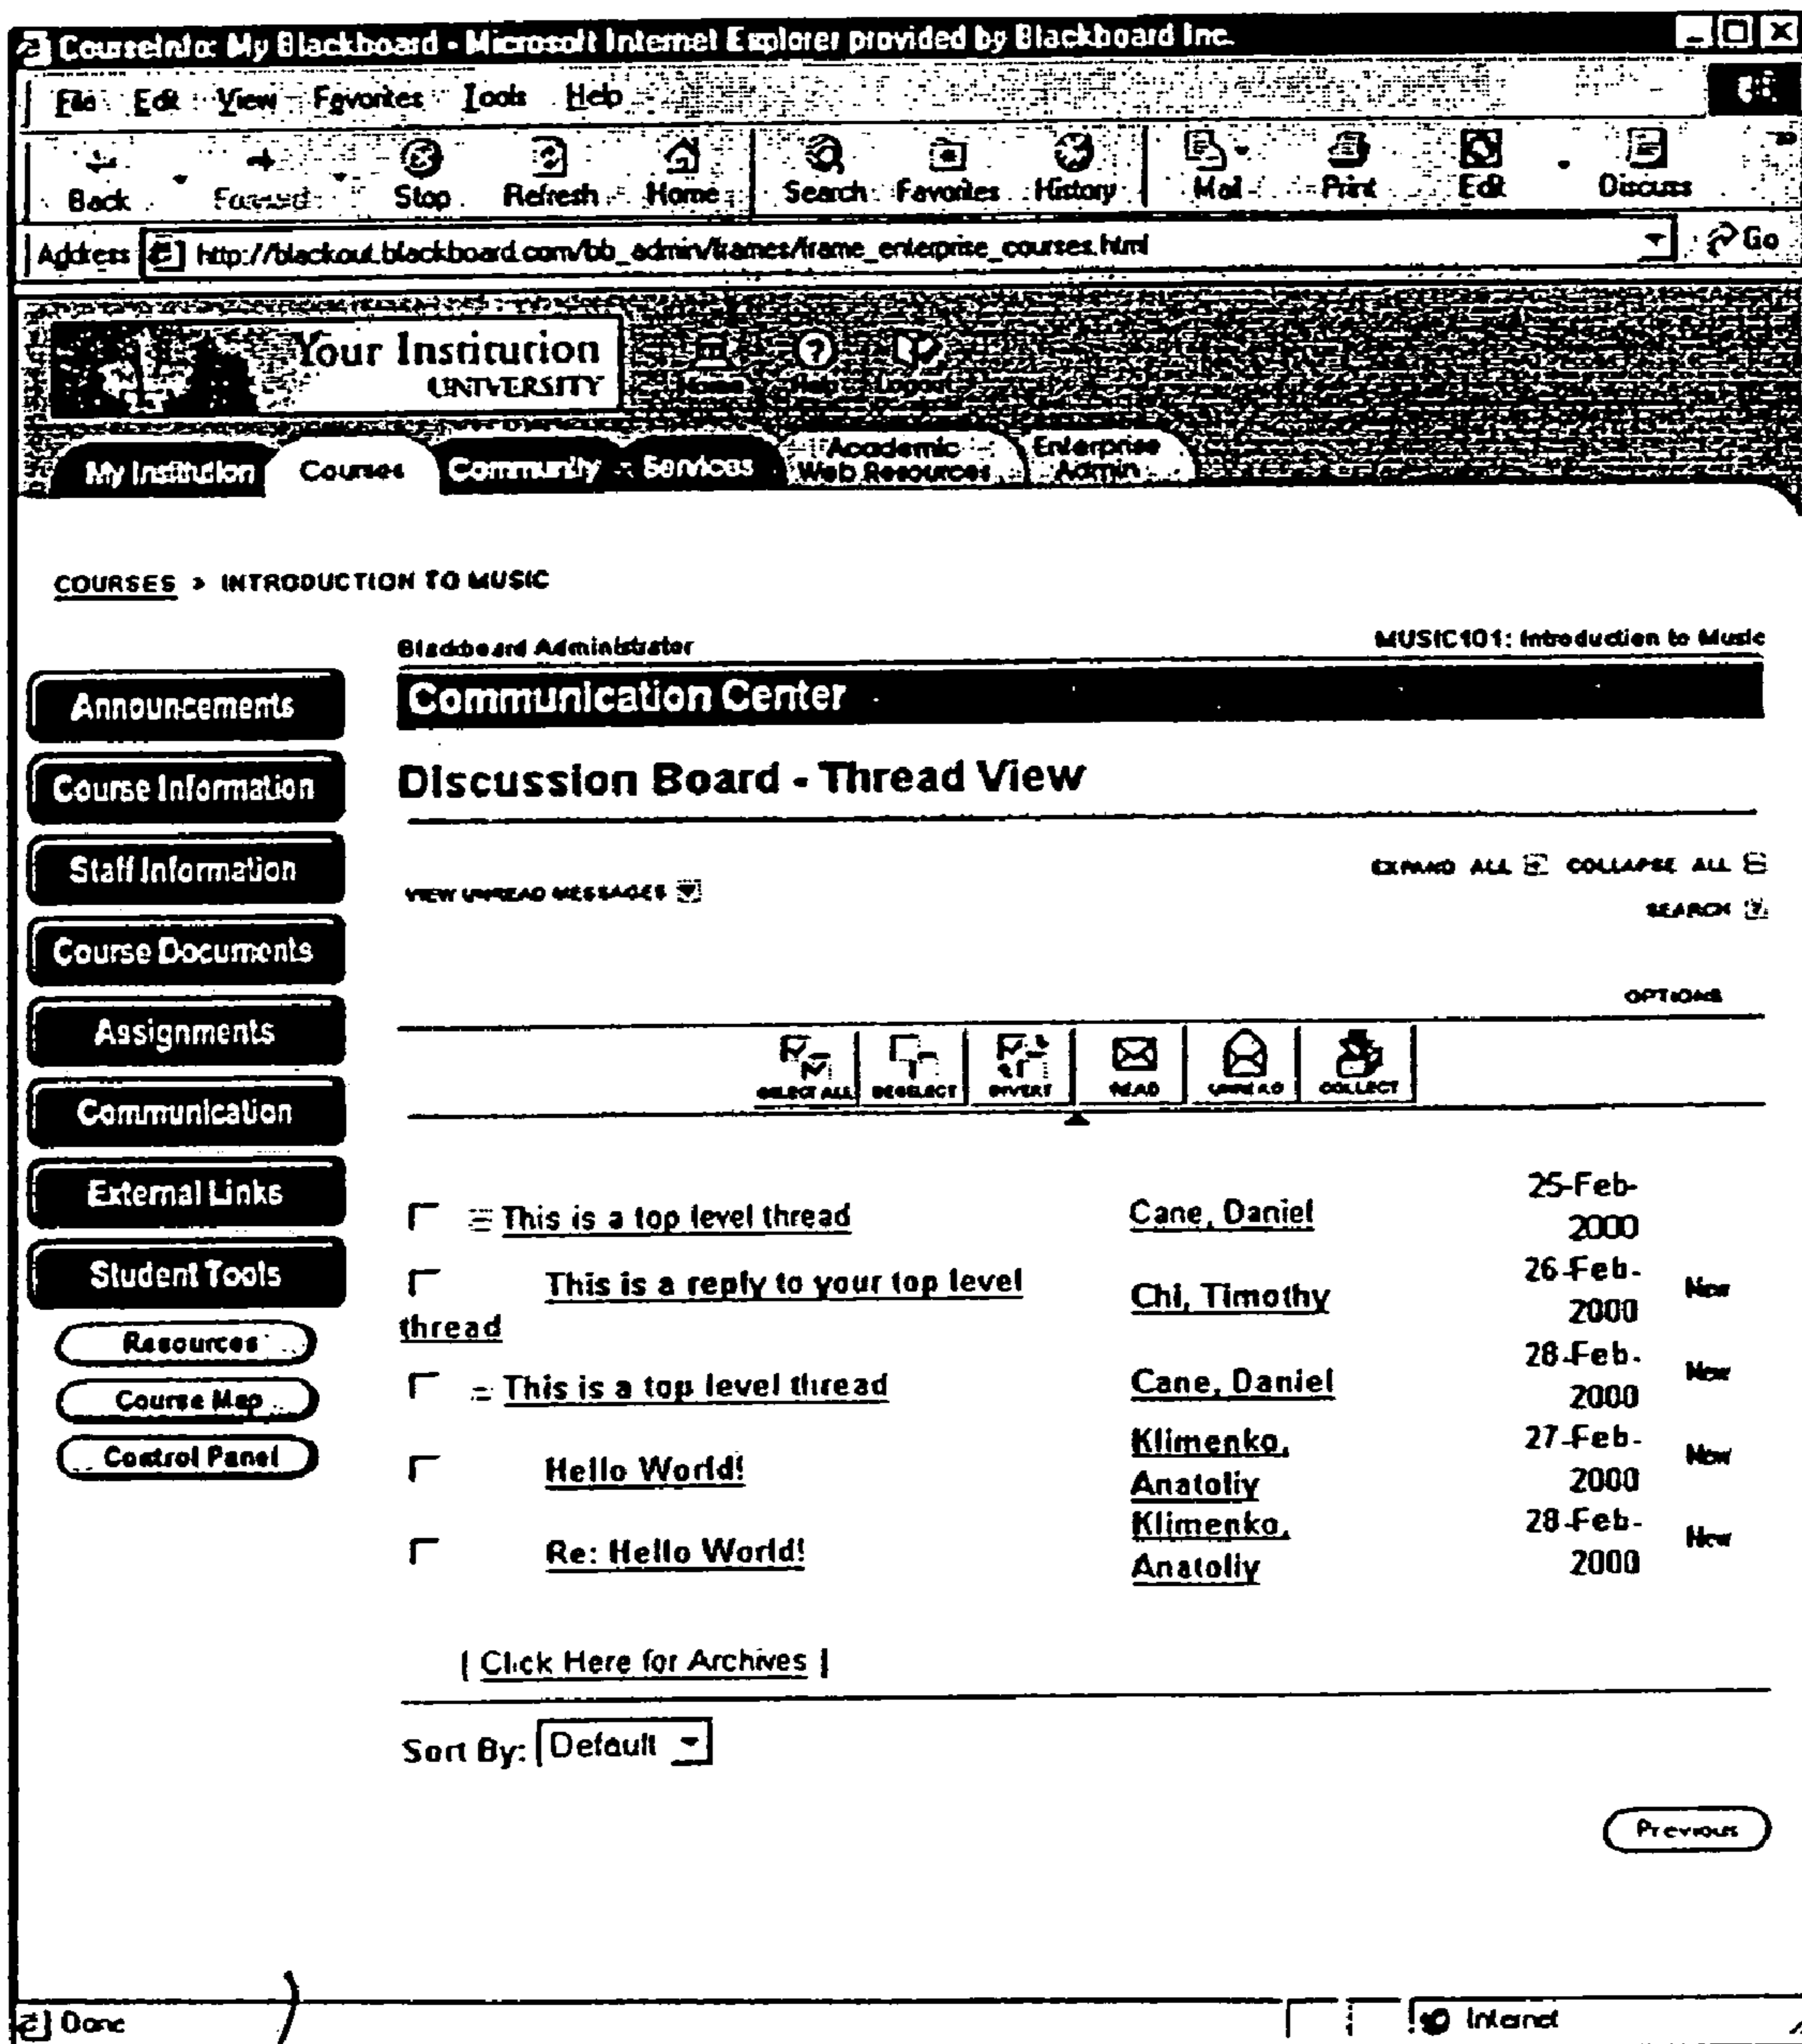 CourseInfo: My Blackboard - Microsoft Internet Explorer provided by Blackboard Inc.
File Edit View Favorites Tools Help
Back Forward Stop Refresh Home Search Favorites History Mail Print Edit Discuss
Address http://blackout.blackboard.com/bb_admin/frames/frame_enterprise_courses.html Go
Your Institution
UNIVERSITY
Home Help Logout
My Institution Courses Community Services Academic Web Resources Enterprise Admin
COURSES > INTRODUCTION TO MUSIC
Blackboard Administrator MUSIC101: Introduction to Music
Communication Center
Discussion Board - Thread View
Announcements
Course Information
Staff Information
Course Documents
Assignments
Communication
External Links
Student Tools
Resources
Course Map
Control Panel
EXPAND ALL COLLAPSE ALL
VIEW UNREAD MESSAGES
SEARCH
OPTIONS
SELECT ALL DESELECT INVERT READ UNREAD COLLECT
This is a top level thread Cane, Daniel 25-Feb-2000
This is a reply to your top level
thread Chi, Timothy 26-Feb-2000 New
This is a top level thread Cane, Daniel 28-Feb-2000 New
Hello World! Klimenko, Anatoliy 27-Feb-2000 New
Re: Hello World! Klimenko, Anatoliy 28-Feb-2000 New
| Click Here for Archives |
Sort By: Default
Previous
Done Internet